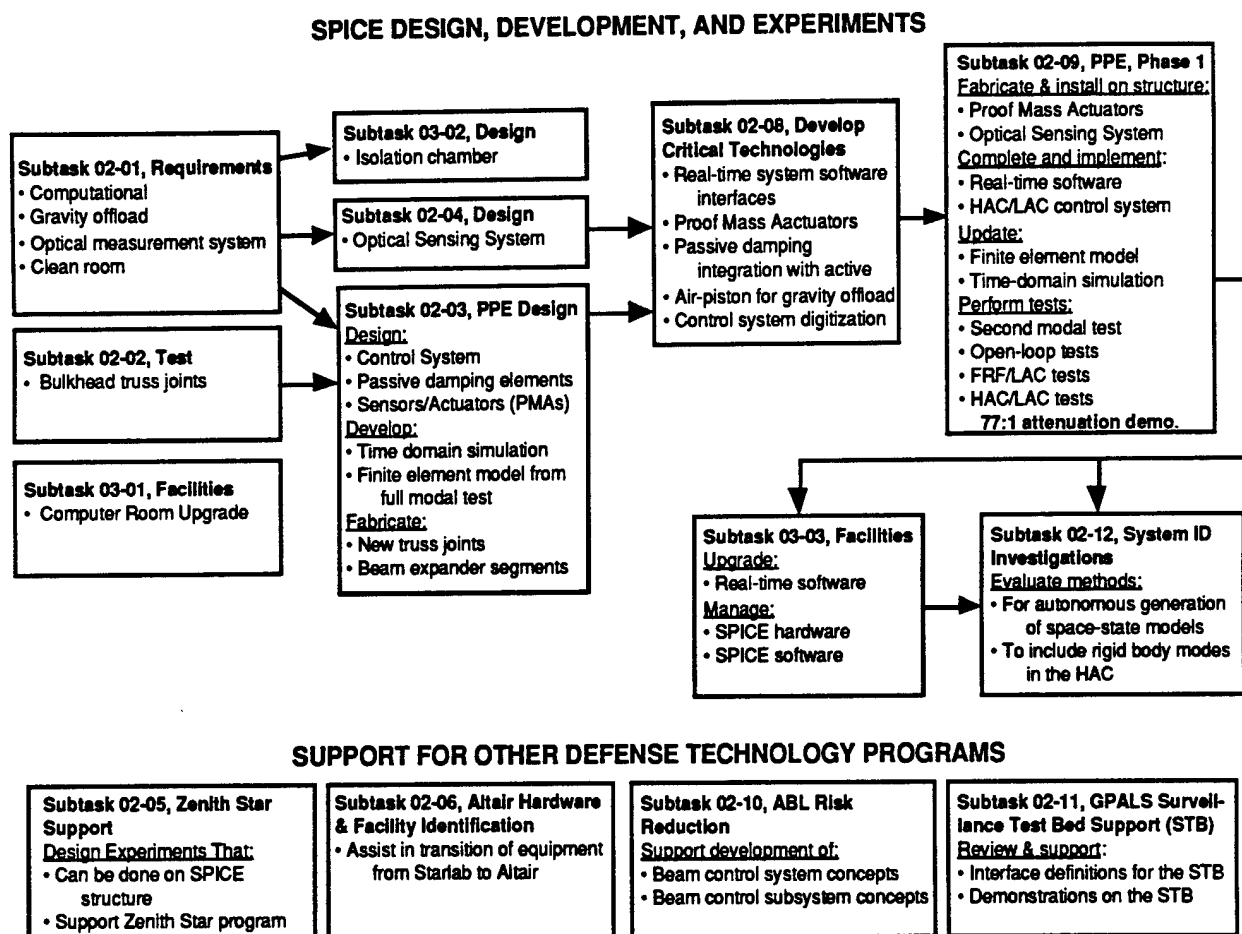 SPICE DESIGN, DEVELOPMENT, AND EXPERIMENTS
Subtask 02-01, Requirements
• Computational
• Gravity offload
• Optical measurement system
• Clean room
Subtask 02-02, Test
• Bulkhead truss joints
Subtask 03-01, Facilities
• Computer Room Upgrade
Subtask 03-02, Design
• Isolation chamber
Subtask 02-04, Design
• Optical Sensing System
Subtask 02-03, PPE Design
Design:
• Control System
• Passive damping elements
• Sensors/Actuators (PMAs)
Develop:
• Time domain simulation
• Finite element model from
full modal test
Fabricate:
• New truss joints
• Beam expander segments
Subtask 02-08, Develop
Critical Technologies
• Real-time system software
interfaces
• Proof Mass Aactuators
• Passive damping
integration with active
• Air-piston for gravity offload
• Control system digitization
Subtask 02-09, PPE, Phase 1
Fabricate & install on structure:
• Proof Mass Actuators
• Optical Sensing System
Complete and implement:
• Real-time software
• HAC/LAC control system
Update:
• Finite element model
• Time-domain simulation
Perform tests:
• Second modal test
• Open-loop tests
• FRF/LAC tests
• HAC/LAC tests
77:1 attenuation demo.
Subtask 03-03, Facilities
Upgrade:
• Real-time software
Manage:
• SPICE hardware
• SPICE software
Subtask 02-12, System ID
Investigations
Evaluate methods:
• For autonomous generation
of space-state models
• To include rigid body modes
in the HAC
SUPPORT FOR OTHER DEFENSE TECHNOLOGY PROGRAMS
Subtask 02-05, Zenith Star
Support
Design Experiments That:
• Can be done on SPICE
structure
• Support Zenith Star program
Subtask 02-06, Altair Hardware
& Facility Identification
• Assist in transition of equipment
from Starlab to Altair
Subtask 02-10, ABL Risk
Reduction
Support development of:
• Beam control system concepts
• Beam control subsystem concepts
Subtask 02-11, GPALS Surveil-
lance Test Bed Support (STB)
Review & support:
• Interface definitions for the STB
• Demonstrations on the STB